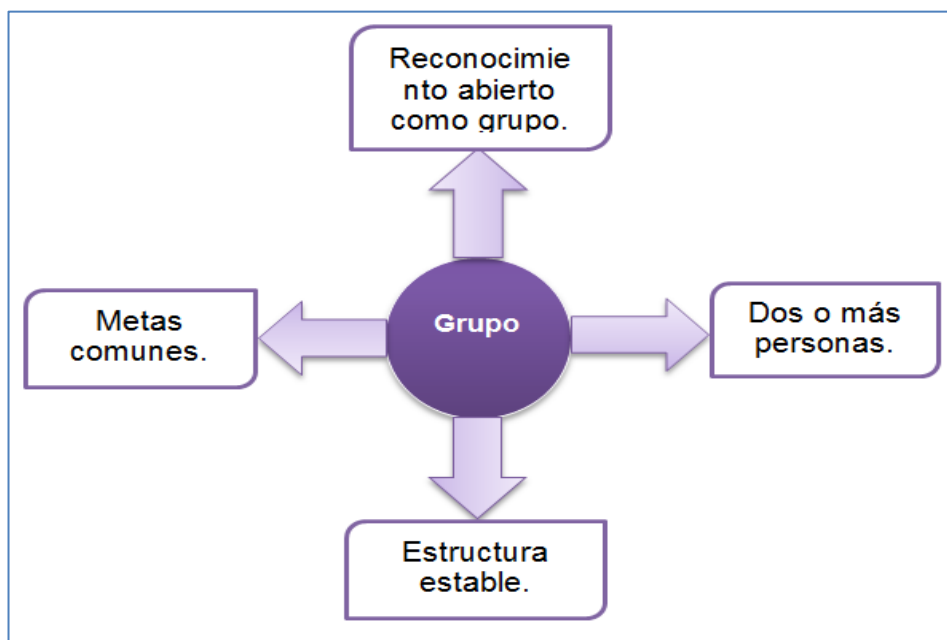 Reconocimie
nto abierto
como grupo.
Metas
comunes.
Grupo
Dos o más
personas.
Estructura
estable.